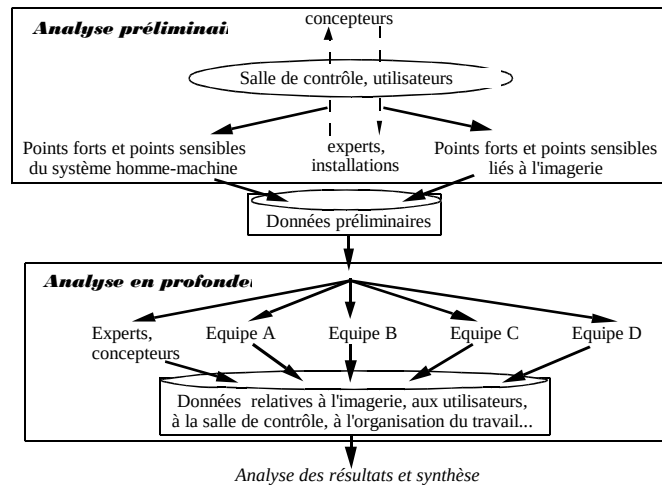 Analyse préliminai
concepteurs
Salle de contrôle, utilisateurs
Points forts et points sensibles
du système homme-machine
experts,
installations
Points forts et points sensibles
liés à l'imagerie
Données préliminaires
Analyse en profonde
Experts,
concepteurs
Equipe A
Equipe B
Equipe C
Equipe D
Données relatives à l'imagerie, aux utilisateurs,
à la salle de contrôle, à l'organisation du travail...
Analyse des résultats et synthèse